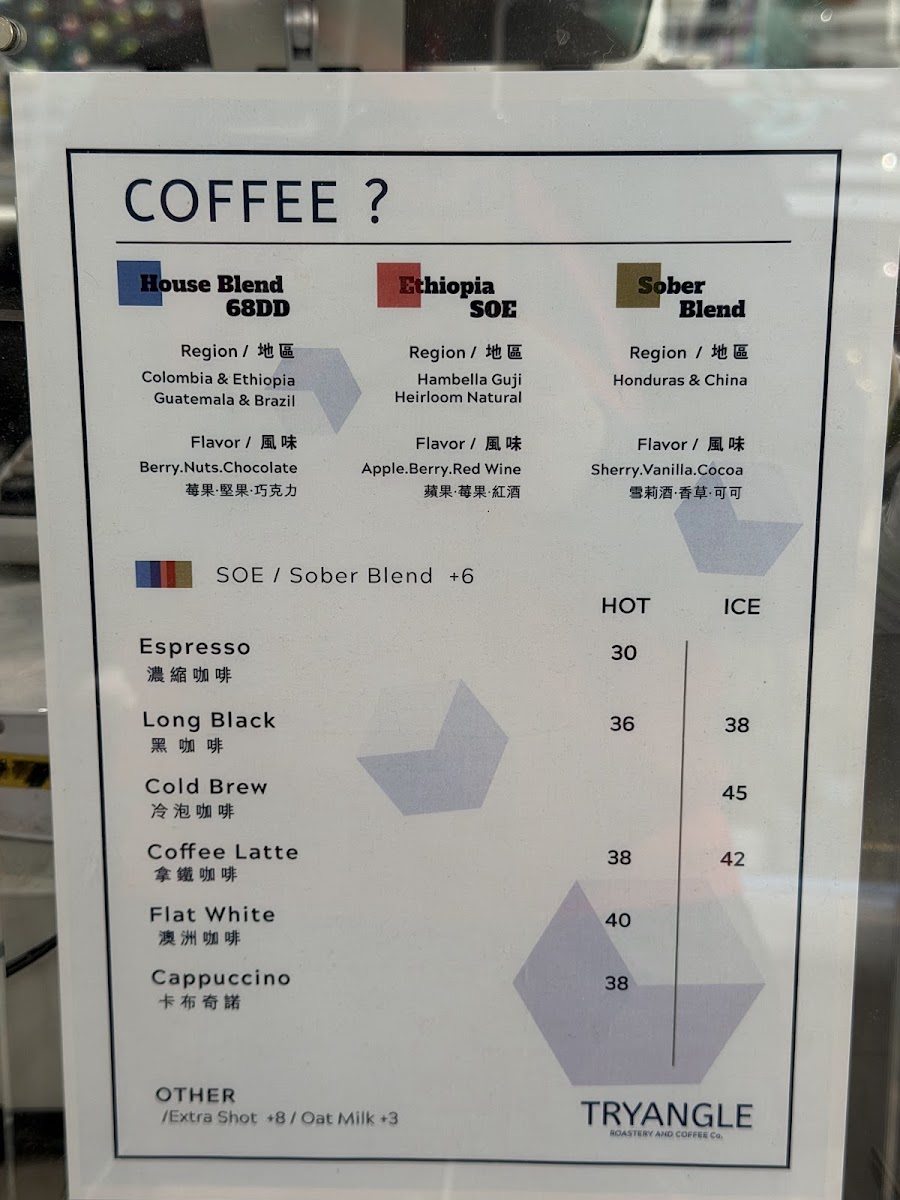 COFFEE ?
House Blend
68DD
Region / 地區
Colombia & Ethiopia
Guatemala & Brazil
Flavor / 風味
Berry.Nuts.Chocolate
莓果·堅果·巧克力
Ethiopia
SOE
Region / 地區
Hambella Guji
Heirloom Natural
Flavor / 風味
Apple.Berry.Red Wine
蘋果·莓果·紅酒
Sober
Blend
Region / 地區
Honduras & China
Flavor / 風味
Sherry.Vanilla.Cocoa
雪莉酒·香草·可可
SOE / Sober Blend +6
HOT ICE
Espresso 30
濃縮咖啡
Long Black 36 38
黑咖啡
Cold Brew 45
冷泡咖啡
Coffee Latte 38 42
拿鐵咖啡
Flat White 40
澳洲咖啡
Cappuccino 38
卡布奇諾
OTHER
/Extra Shot +8 / Oat Milk +3
TRYANGLE
ROASTERY AND COFFEE Co.